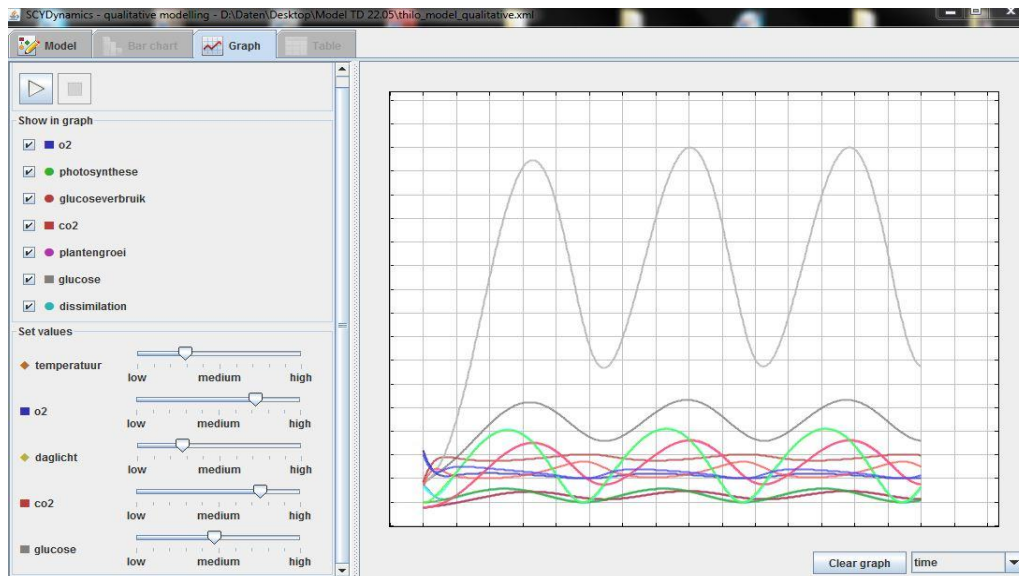 SCYDynamics - qualitative modelling - D:\Daten\Desktop\Model TD 22.05\thilo_model_qualitative.xml
Model
Bar chart
Graph
Table
Show in graph
o2
photosynthese
glucoseverbruik
co2
plantengroei
glucose
dissimilation
Set values
temperatuur
low medium high
o2
low medium high
daglicht
low medium high
co2
low medium high
glucose
low medium high
Clear graph
time